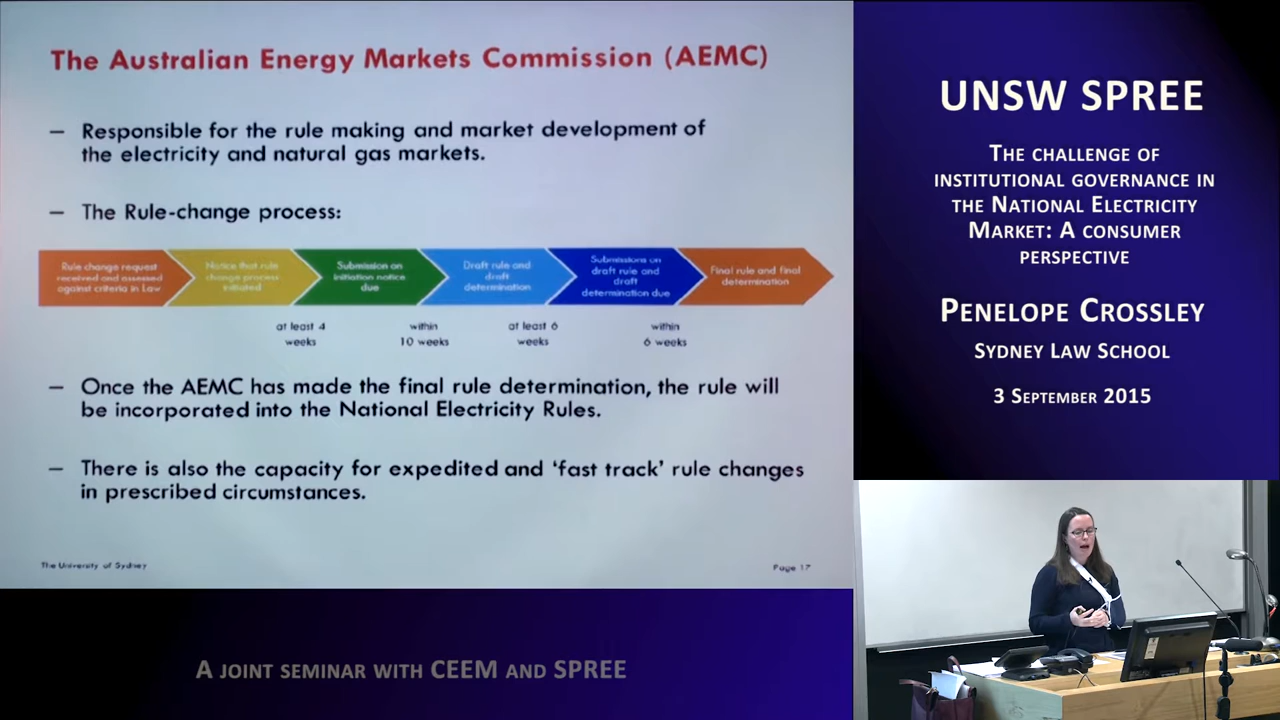 The Australian Energy Markets Commission (AEMC)
– Responsible for the rule making and market development of
the electricity and natural gas markets.
– The Rule-change process:
Rule change request
received and assessed
against criteria in Law
Notice that rule
change process
initiated
Submission on
initiation notice
due
Draft rule and
draft
determination
Submissions on
draft rule and
draft
determination due
Final rule and final
determination
at least 4
weeks
within
10 weeks
at least 6
weeks
within
6 weeks
– Once the AEMC has made the final rule determination, the rule will
be incorporated into the National Electricity Rules.
– There is also the capacity for expedited and ‘fast track’ rule changes
in prescribed circumstances.
The University of Sydney
Page 17
UNSW SPREE
The challenge of
institutional governance in
the National Electricity
Market: A consumer
perspective
Penelope Crossley
Sydney Law School
3 September 2015
A joint seminar with CEEM and SPREE